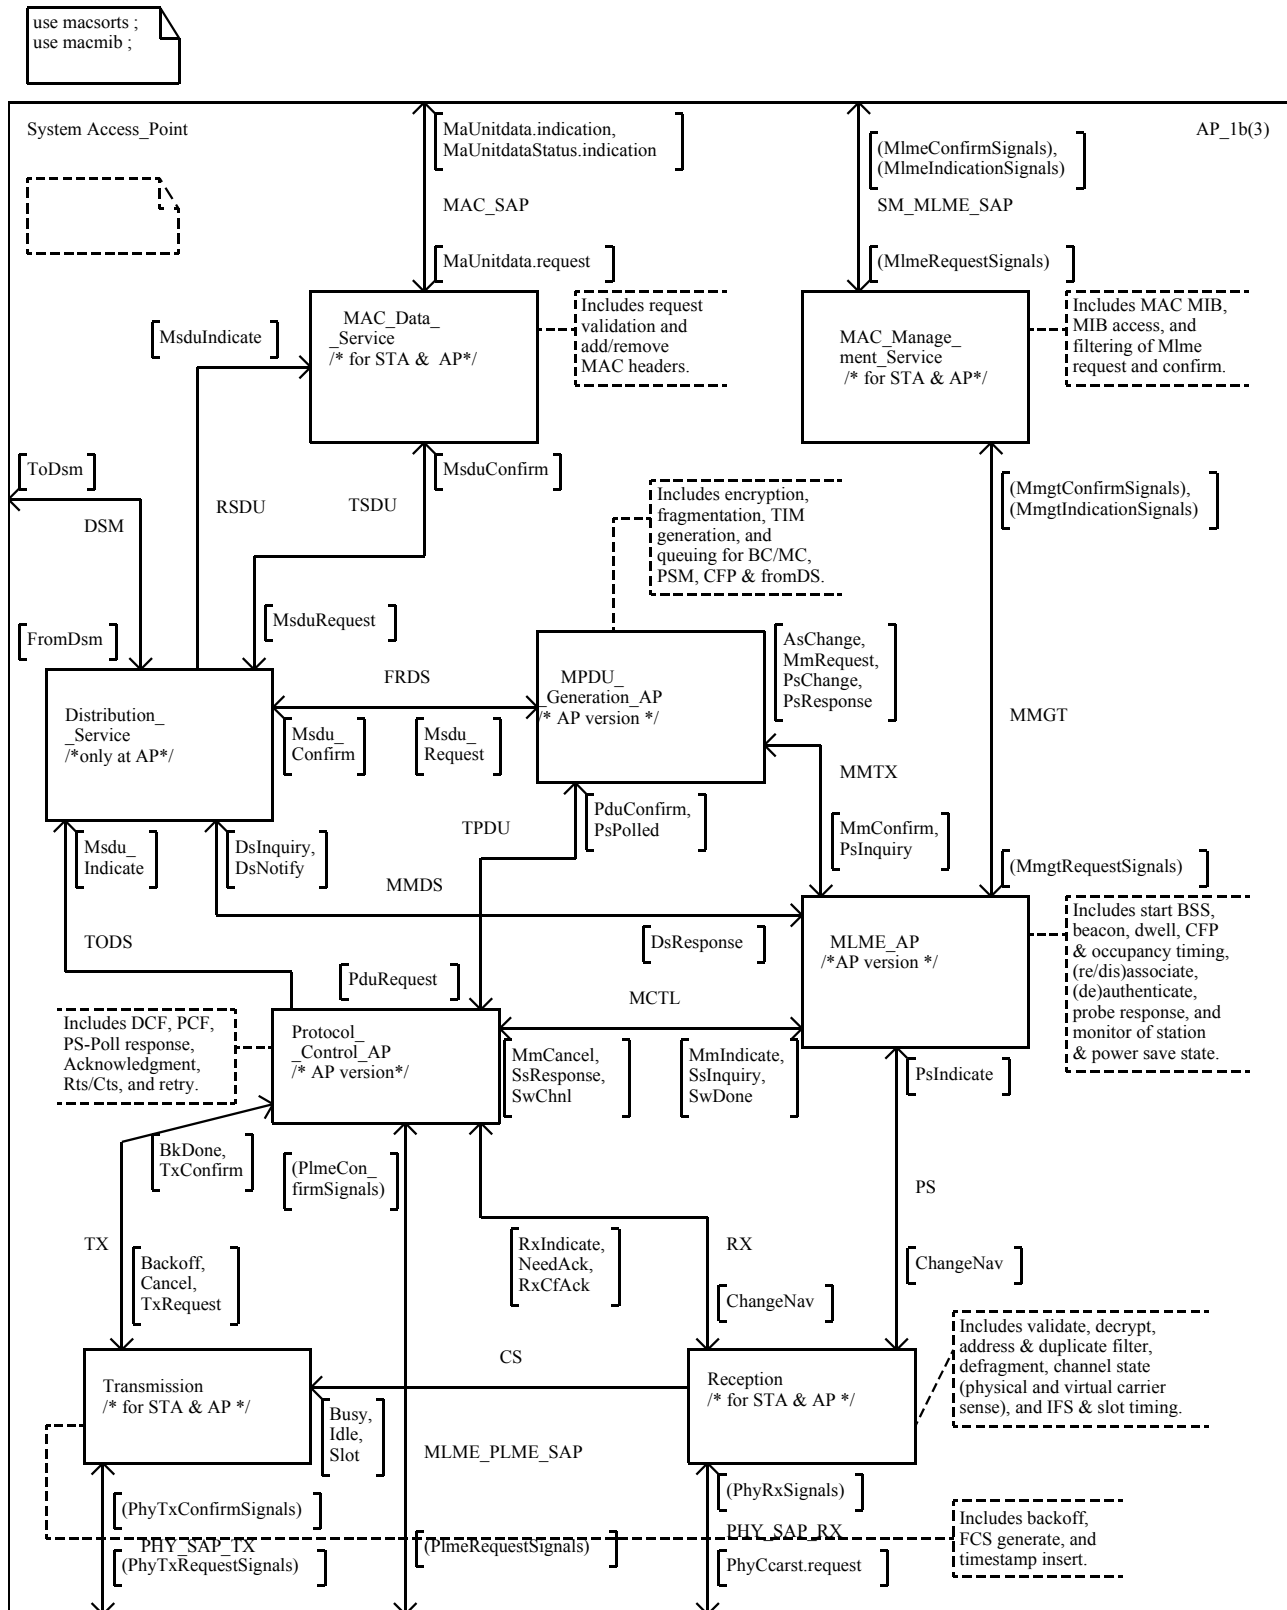 use macsorts ;
use macmib ;
System Access_Point
AP_1b(3)
MaUnitdata.indication,
MaUnitdataStatus.indication
(MlmeConfirmSignals),
(MlmeIndicationSignals)
MAC_SAP
SM_MLME_SAP
MaUnitdata.request
(MlmeRequestSignals)
MsduIndicate
MAC_Data_
_Service
/* for STA & AP*/
Includes request
validation and
add/remove
MAC headers.
MAC_Manage_
ment_Service
/* for STA & AP*/
Includes MAC MIB,
MIB access, and
filtering of Mlme
request and confirm.
ToDsm
DSM
RSDU
TSDU
MsduConfirm
Includes encryption,
fragmentation, TIM
generation, and
queuing for BC/MC,
PSM, CFP & fromDS.
(MmgtConfirmSignals),
(MmgtIndicationSignals)
FromDsm
MsduRequest
FRDS
MPDU_
_Generation_AP
/* AP version */
AsChange,
MmRequest,
PsChange,
PsResponse
MMGT
Distribution_
_Service
/*only at AP*/
Msdu_
Confirm
Msdu_
Request
MMTX
TPDU
PduConfirm,
PsPolled
MmConfirm,
PsInquiry
Msdu_
Indicate
DsInquiry,
DsNotify
MMDS
(MmgtRequestSignals)
TODS
DsResponse
MLME_AP
/*AP version */
Includes start BSS,
beacon, dwell, CFP
& occupancy timing,
(re/dis)associate,
(de)authenticate,
probe response, and
monitor of station
& power save state.
PduRequest
MCTL
Includes DCF, PCF,
PS-Poll response,
Acknowledgment,
Rts/Cts, and retry.
Protocol_
_Control_AP
/* AP version*/
MmCancel,
SsResponse,
SwChnl
MmIndicate,
SsInquiry,
SwDone
PsIndicate
BkDone,
TxConfirm
(PlmeCon_
firmSignals)
PS
TX
Backoff,
Cancel,
TxRequest
RxIndicate,
NeedAck,
RxCfAck
RX
ChangeNav
ChangeNav
Includes validate, decrypt,
address & duplicate filter,
defragment, channel state
(physical and virtual carrier
sense), and IFS & slot timing.
CS
Transmission
/* for STA & AP */
Reception
/* for STA & AP */
Busy,
Idle,
Slot
MLME_PLME_SAP
(PhyTxConfirmSignals)
(PhyRxSignals)
PHY_SAP_TX
(PhyTxRequestSignals)
(PlmeRequestSignals)
PHY_SAP_RX
PhyCcarst.request
Includes backoff,
FCS generate, and
timestamp insert.